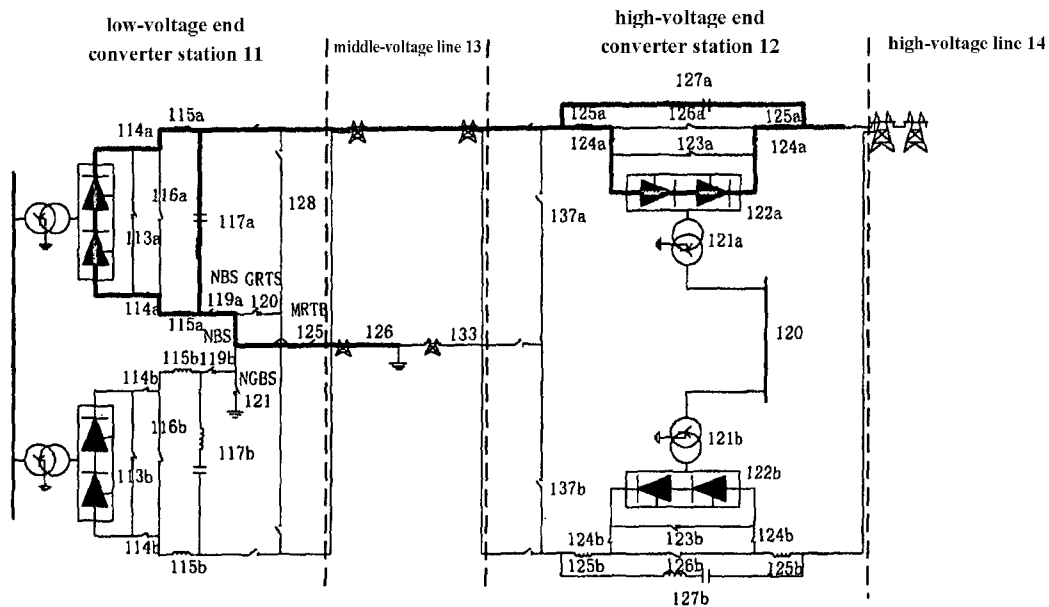 low-voltage end
converter station 11
middle-voltage line 13
high-voltage end
converter station 12
high-voltage line 14
127a
115a
125a
126a
125a
114a
124a
123a
124a
116a
128
122a
117a
137a
113a
121a
NBS GRTS
114a
119a 120
MRTB
115a
125
126
133
120
NBS
115b 119b
114b
NGBS
121
116b
121b
117b
122b
113b
137b
123b
124b
124b
114b
115b
125b
126b
125b
127b